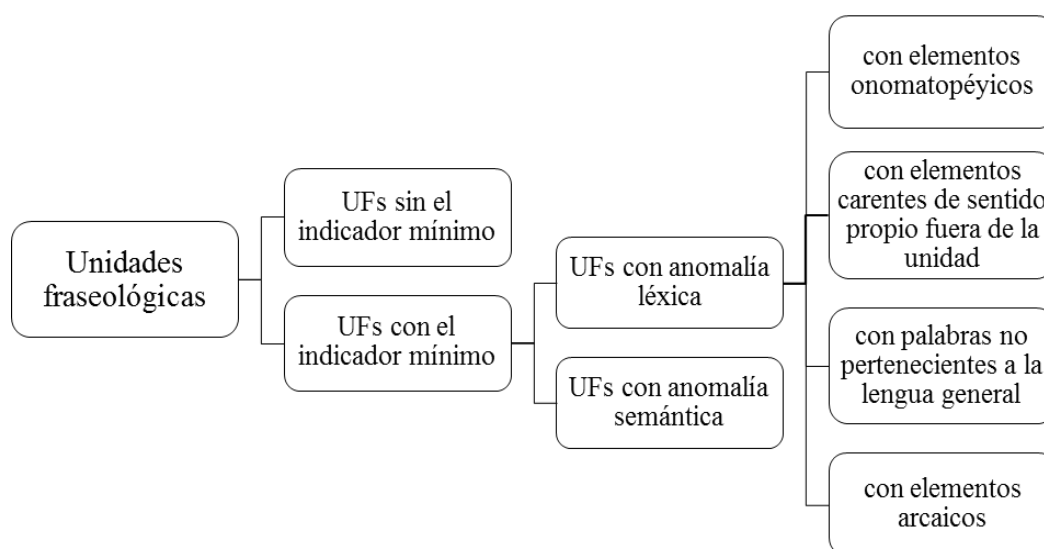 Unidades
fraseológicas
UFs sin el
indicador mínimo
UFs con el
indicador mínimo
UFs con anomalía
léxica
UFs con anomalía
semántica
con elementos
onomatopéyicos
con elementos
carentes de sentido
propio fuera de la
unidad
con palabras no
pertenecientes a la
lengua general
con elementos
arcaicos